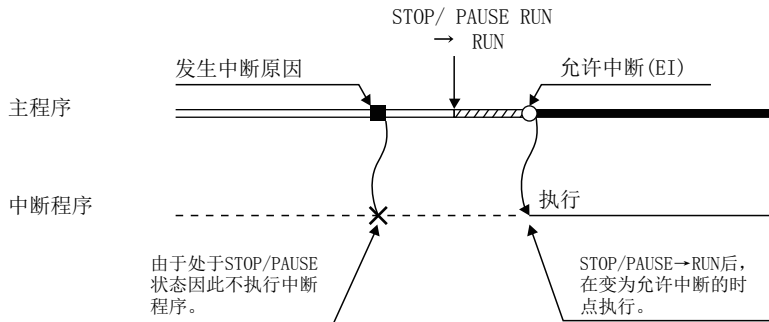 STOP/ PAUSE RUN
→ RUN
发生中断原因
允许中断(EI)
主程序
中断程序
执行
由于处于STOP/PAUSE
状态因此不执行中断
程序。
STOP/PAUSE→RUN后，
在变为允许中断的时
点执行。